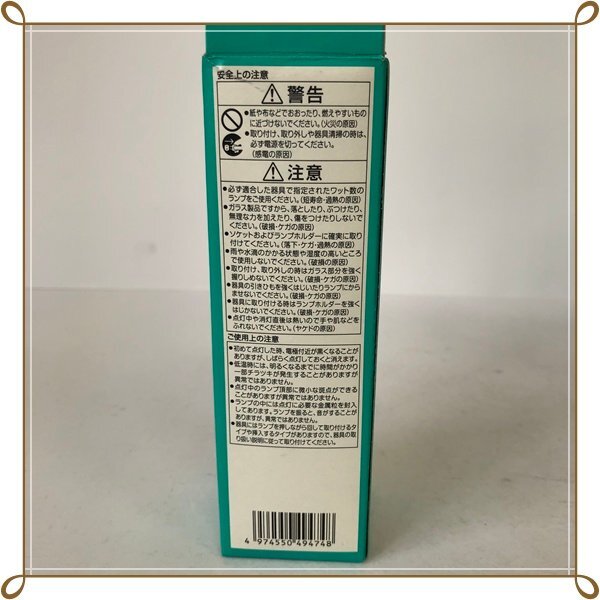 安全上の注意
警告
●紙や布などでおおったり、燃えやすいもの
に近づけないでください。(火災の原因)
●取り付け、取り外しや器具清掃の時は、
必ず電源を切ってください。
(感電の原因)
注意
●必ず適合した器具で指定されたワット数の
ランプをご使用ください。(短寿命・過熱の原因)
●ガラス製品ですから、落としたり、ぶつけたり、
無理な力を加えたり、傷をつけたりしないで
ください。(破損・ケガの原因)
●ソケットおよびランプホルダーに確実に取り
付けてください。(落下・ケガ・過熱の原因)
●雨や水滴のかかる状態や湿度の高いところ
で使用しないでください。(破損の原因)
●取り付け、取り外しの時はガラス部分を強く
握りしめないでください。(破損・ケガの原因)
●器具の引きひもを強くはじいたりランプにから
ませないでください。(破損・ケガの原因)
●器具に取り付ける時はランプホルダーを強く
はじかないでください。(破損・ケガの原因)
●点灯中や消灯直後は熱いので手や肌などを
ふれないでください。(ヤケドの原因)
ご使用上の注意
●初めて点灯した時、電極付近が黒くなることが
ありますが、しばらく点灯しておくと消えます。
●低温時には、明るくなるまでに時間がかかり
一部チラツキが発生することがありますが
異常ではありません。
●点灯中のランプ頂部に微小な斑点ができる
ことがありますが異常ではありません。
●ランプの中には点灯に必要な金属粒を封入
してあります。ランプを振ると、音がすることが
ありますが、異常ではありません。
●器具にはランプを押しながら回して取り付けるタ
イプや挿入するタイプがありますので、器具の取
り扱い説明に従って取り付けてください。
4 974550 494748